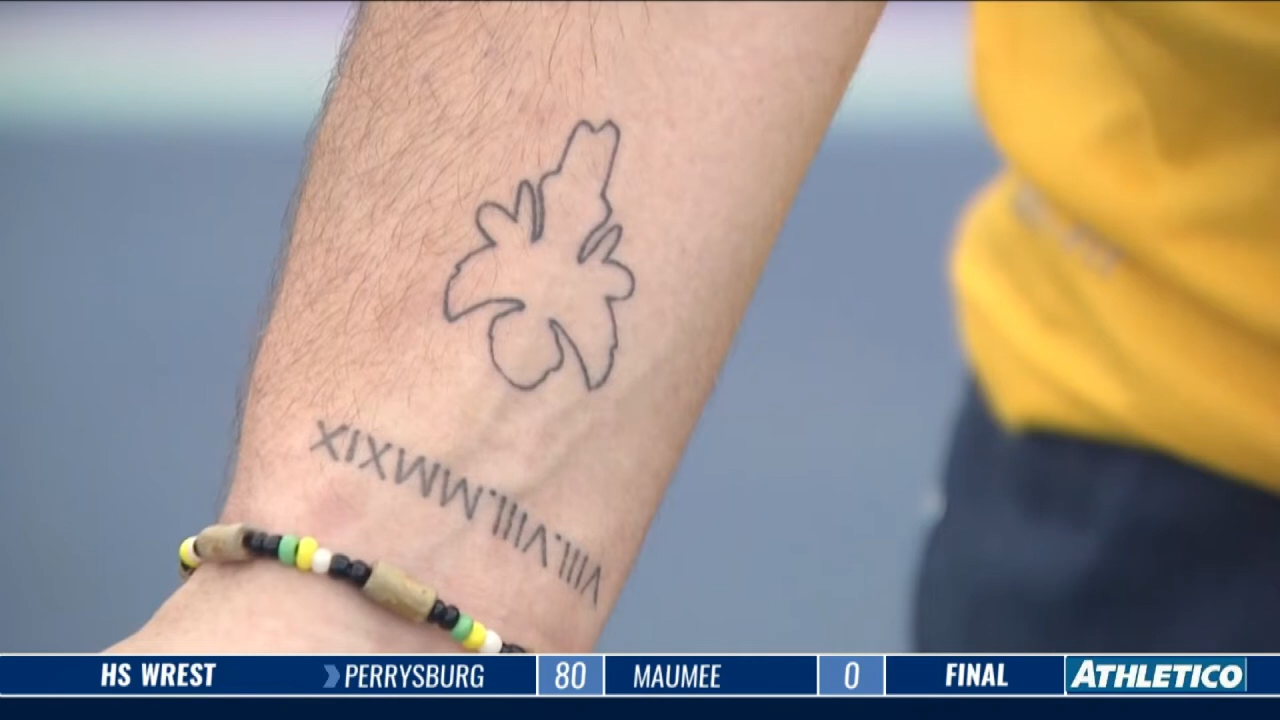 VIII.VIII.MMXIX
HS WREST PERRYSBURG 80 MAUMEE 0 FINAL ATHLETICO